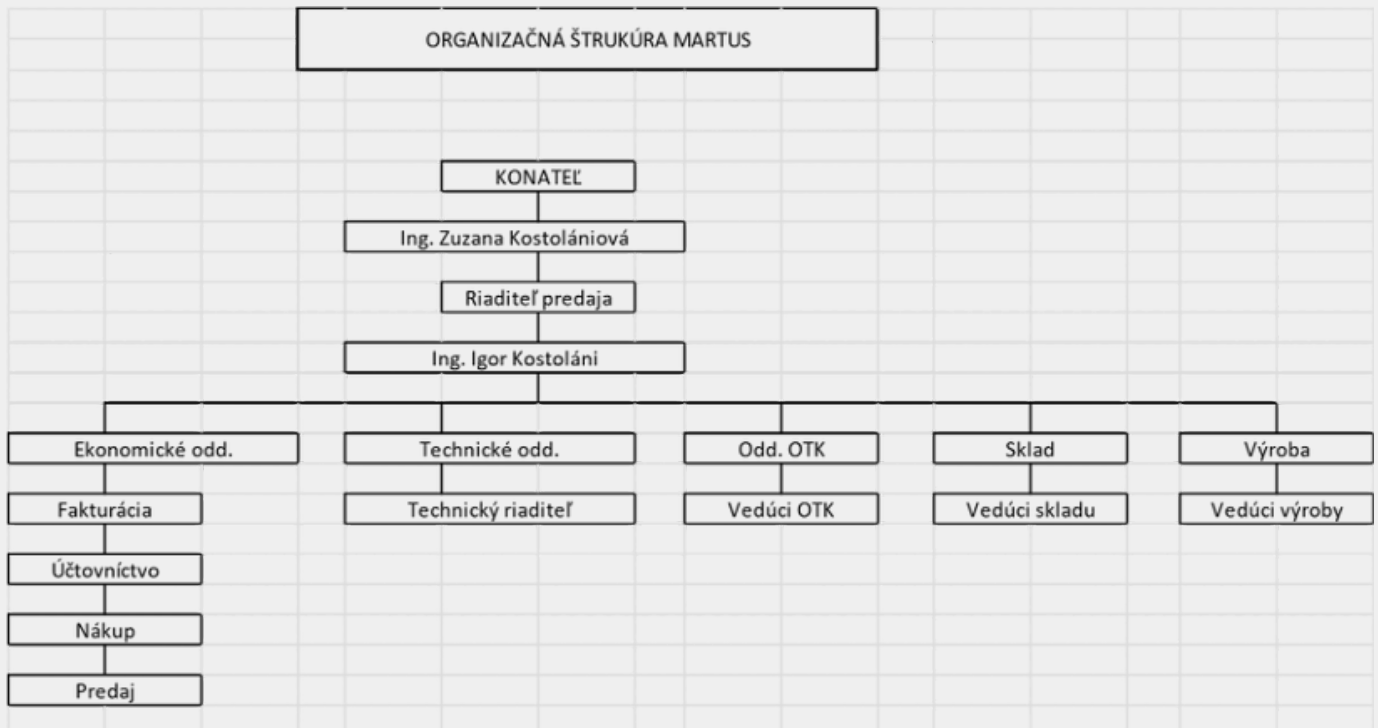 ORGANIZAČNÁ ŠTRUKÚRA MARTUS
KONATEĽ
Ing. Zuzana Kostolániová
Riaditeľ predaja
Ing. Igor Kostoláni
Ekonomické odd.
Technické odd.
Odd. OTK
Sklad
Výroba
Fakturácia
Technický riaditeľ
Vedúci OTK
Vedúci skladu
Vedúci výroby
Účtovníctvo
Nákup
Predaj